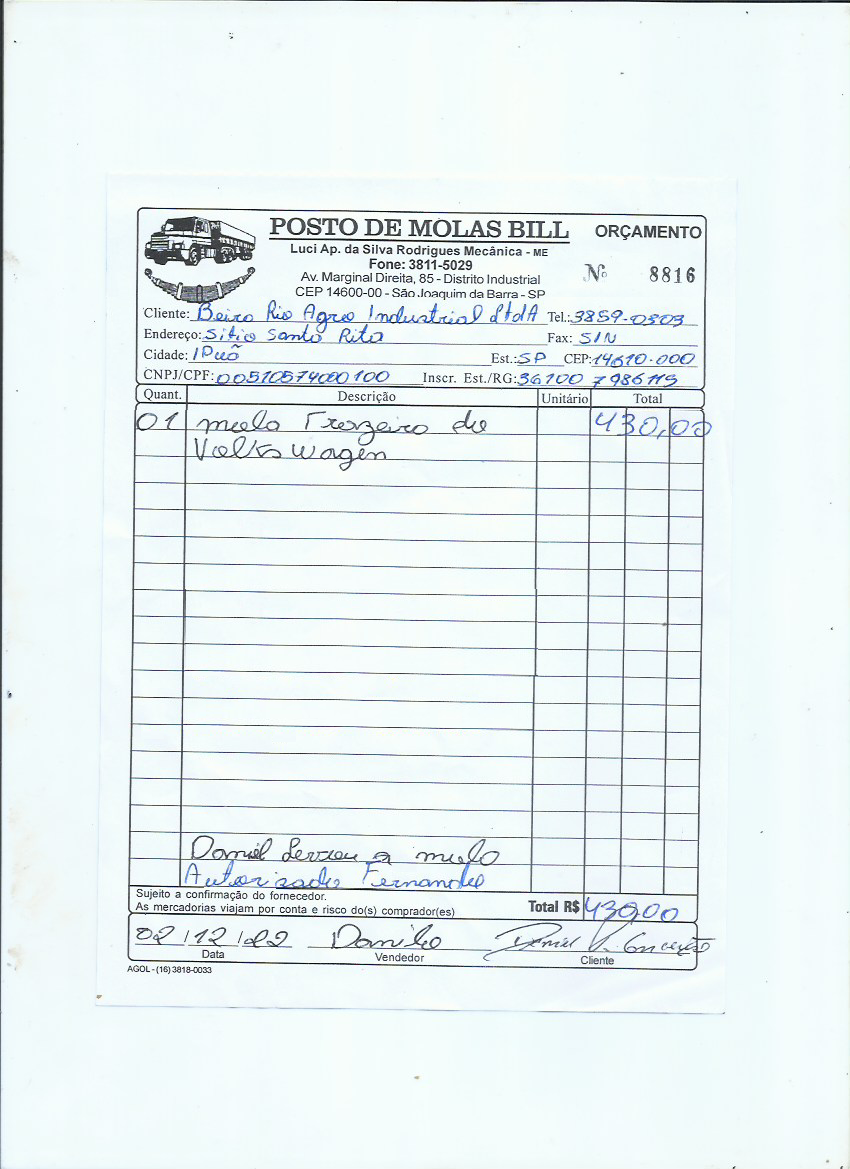 POSTO DE MOLAS BILL
ORÇAMENTO
Luci Ap. da Silva Rodrigues Mecânica - ME
Fone: 3811-5029
Av. Marginal Direita, 85 - Distrito Industrial
Nº 8816
CEP 14600-00 - São Joaquim da Barra - SP
Cliente: Beira Rio Agro Industrial LtdA Tel.: 3859-0303
Endereço: Sitio Santa Rita Fax: S/N
Cidade: IPuã Est.: SP CEP: 14610-000
CNPJ/CPF: 00510574000100 Inscr. Est./RG: 36100 7986115
Quant. Descrição Unitário Total
01 mola Trazeira du 430,00
Volks Wagen
Daniel Levou a mola
Autorizado Fernando
Sujeito a confirmação do fornecedor.
As mercadorias viajam por conta e risco do(s) comprador(es) Total R$ 430,00
02/12/22 Danilo Daniel Conceição
Data Vendedor Cliente
AGOL - (16) 3818-0033